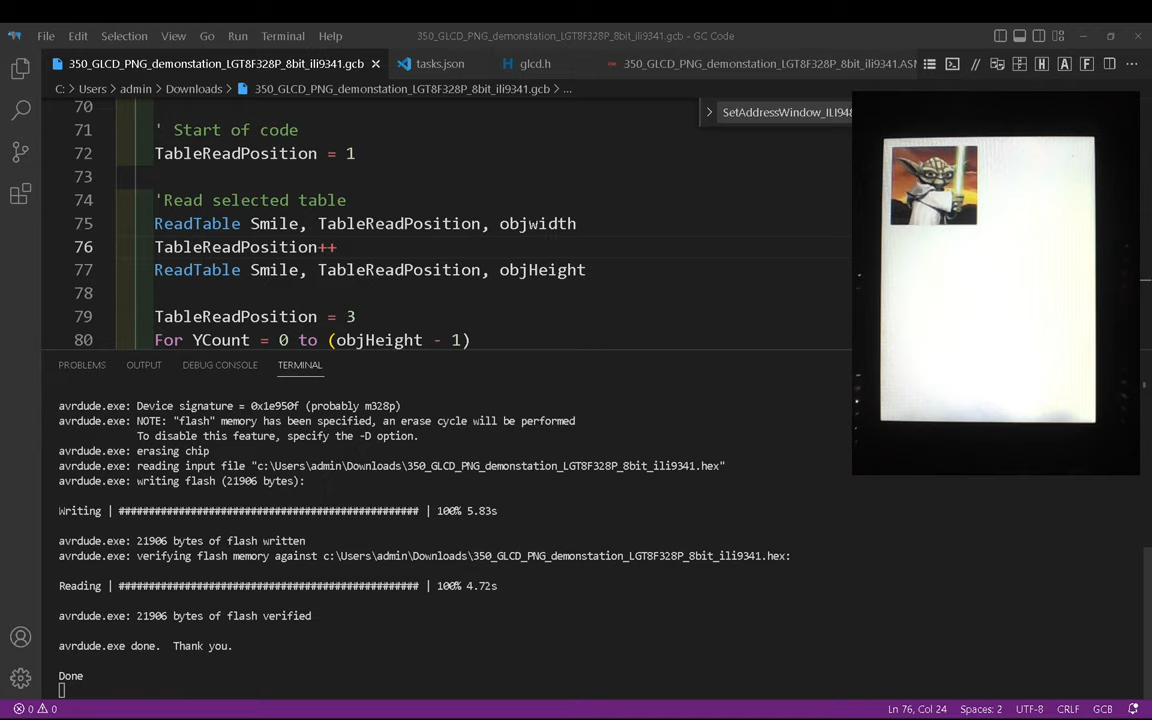 File Edit Selection View Go Run Terminal Help
350_GLCD_PNG_demonstation_LGT8F328P_8bit_ili9341.gcb - GC Code
350_GLCD_PNG_demonstation_LGT8F328P_8bit_ili9341.gcb
tasks.json
glcd.h
350_GLCD_PNG_demonstation_LGT8F328P_8bit_ili9341.ASM
C: > Users > admin > Downloads > 350_GLCD_PNG_demonstation_LGT8F328P_8bit_ili9341.gcb > ...
SetAddressWindow_ILI948
70
71 ' Start of code
72 TableReadPosition = 1
73
74 'Read selected table
75 ReadTable Smile, TableReadPosition, objwidth
76 TableReadPosition++
77 ReadTable Smile, TableReadPosition, objHeight
78
79 TableReadPosition = 3
80 For YCount = 0 to (objHeight - 1)
PROBLEMS OUTPUT DEBUG CONSOLE TERMINAL
avrdude.exe: Device signature = 0x1e950f (probably m328p)
avrdude.exe: NOTE: "flash" memory has been specified, an erase cycle will be performed
To disable this feature, specify the -D option.
avrdude.exe: erasing chip
avrdude.exe: reading input file "c:\Users\admin\Downloads\350_GLCD_PNG_demonstation_LGT8F328P_8bit_ili9341.hex"
avrdude.exe: writing flash (21906 bytes):
Writing | ################################################## | 100% 5.83s
avrdude.exe: 21906 bytes of flash written
avrdude.exe: verifying flash memory against c:\Users\admin\Downloads\350_GLCD_PNG_demonstation_LGT8F328P_8bit_ili9341.hex:
Reading | ################################################## | 100% 4.72s
avrdude.exe: 21906 bytes of flash verified
avrdude.exe done.  Thank you.
Done
0 0 Ln 76, Col 24 Spaces: 2 UTF-8 CRLF GCB